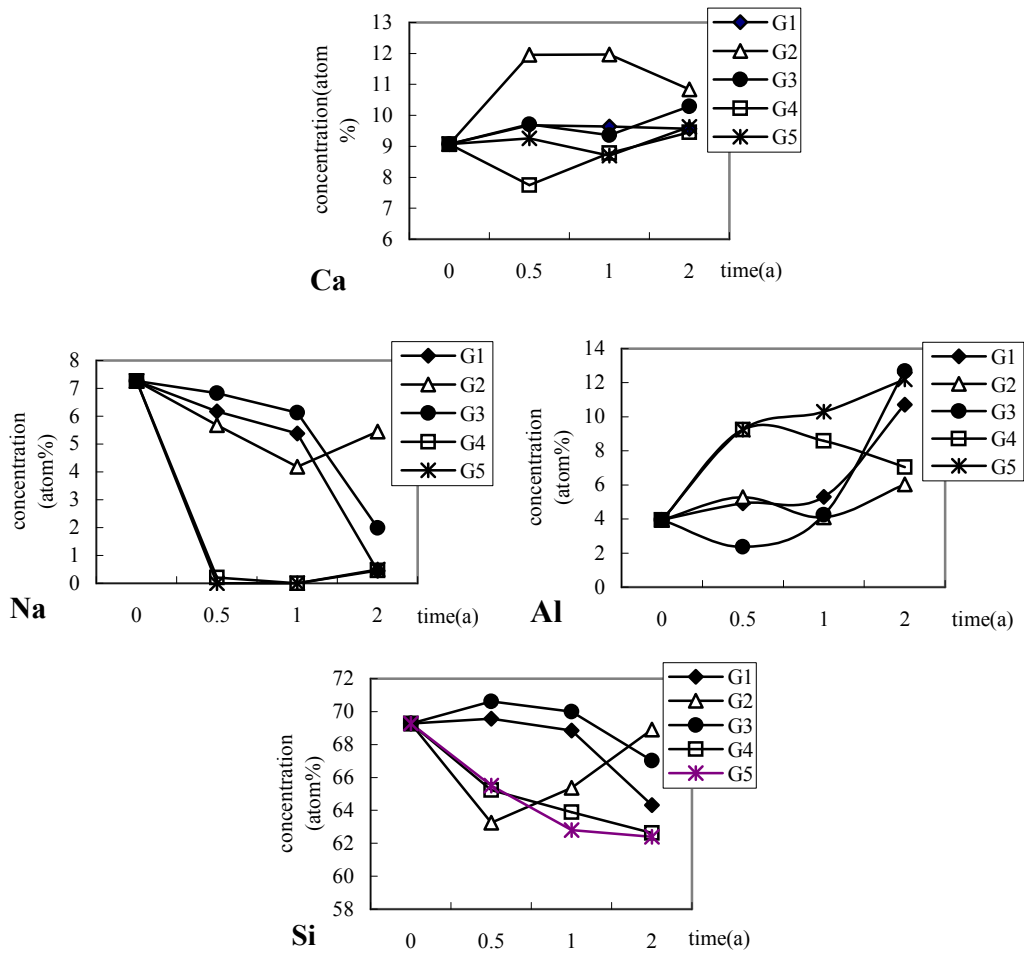 concentration(atom
%)
13
12
11
10
9
8
7
6
0 0.5 1 2 time(a)
G1
G2
G3
G4
G5
Ca
concentration
(atom%)
8
7
6
5
4
3
2
1
0
0 0.5 1 2 time(a)
G1
G2
G3
G4
G5
Na
concentration
(atom%)
14
12
10
8
6
4
2
0
0 0.5 1 2 time(a)
G1
G2
G3
G4
G5
Al
concentration
(atom%)
72
70
68
66
64
62
60
58
0 0.5 1 2 time(a)
G1
G2
G3
G4
G5
Si